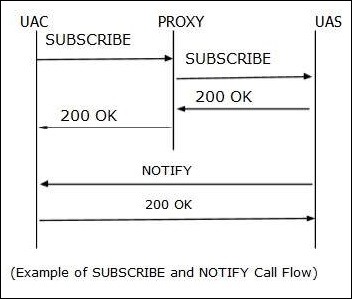 UAC PROXY UAS
SUBSCRIBE
SUBSCRIBE
200 OK
200 OK
NOTIFY
200 OK
(Example of SUBSCRIBE and NOTIFY Call Flow)